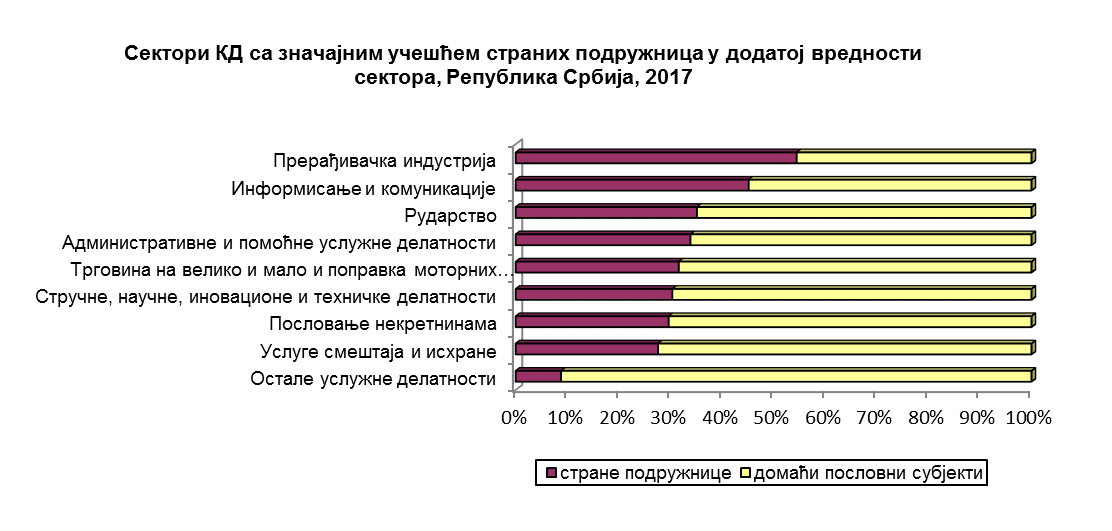 Сектори КД са значајним учешћем страних подружница у додатој вредности
сектора, Република Србија, 2017
Прерађивачка индустрија
Информисање и комуникације
Рударство
Административне и помоћне услужне делатности
Трговина на велико и мало и поправка моторних…
Стручне, научне, иновационе и техничке делатности
Пословање некретнинама
Услуге смештаја и исхране
Остале услужне делатности
0% 10% 20% 30% 40% 50% 60% 70% 80% 90% 100%
стране подружнице домаћи пословни субјекти